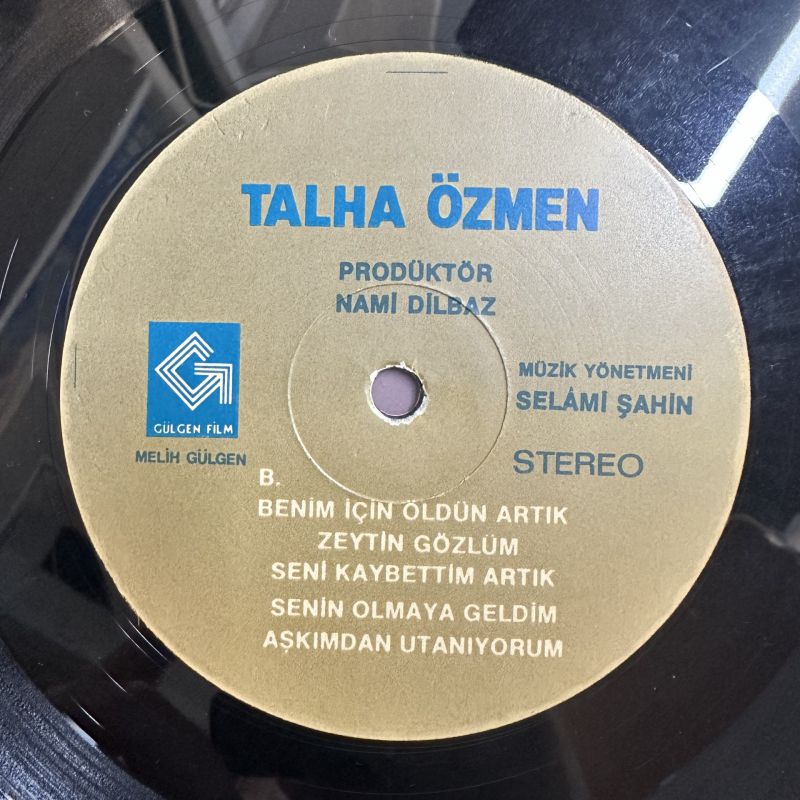 TALHA ÖZMEN
PRODÜKTÖR
NAMİ DİLBAZ
GÜLGEN FİLM
MELİH GÜLGEN
MÜZİK YÖNETMENİ
SELÂMİ ŞAHİN
STEREO
B.
BENİM İÇİN ÖLDÜN ARTIK
ZEYTİN GÖZLÜM
SENİ KAYBETTİM ARTIK
SENİN OLMAYA GELDİM
AŞKIMDAN UTANIYORUM